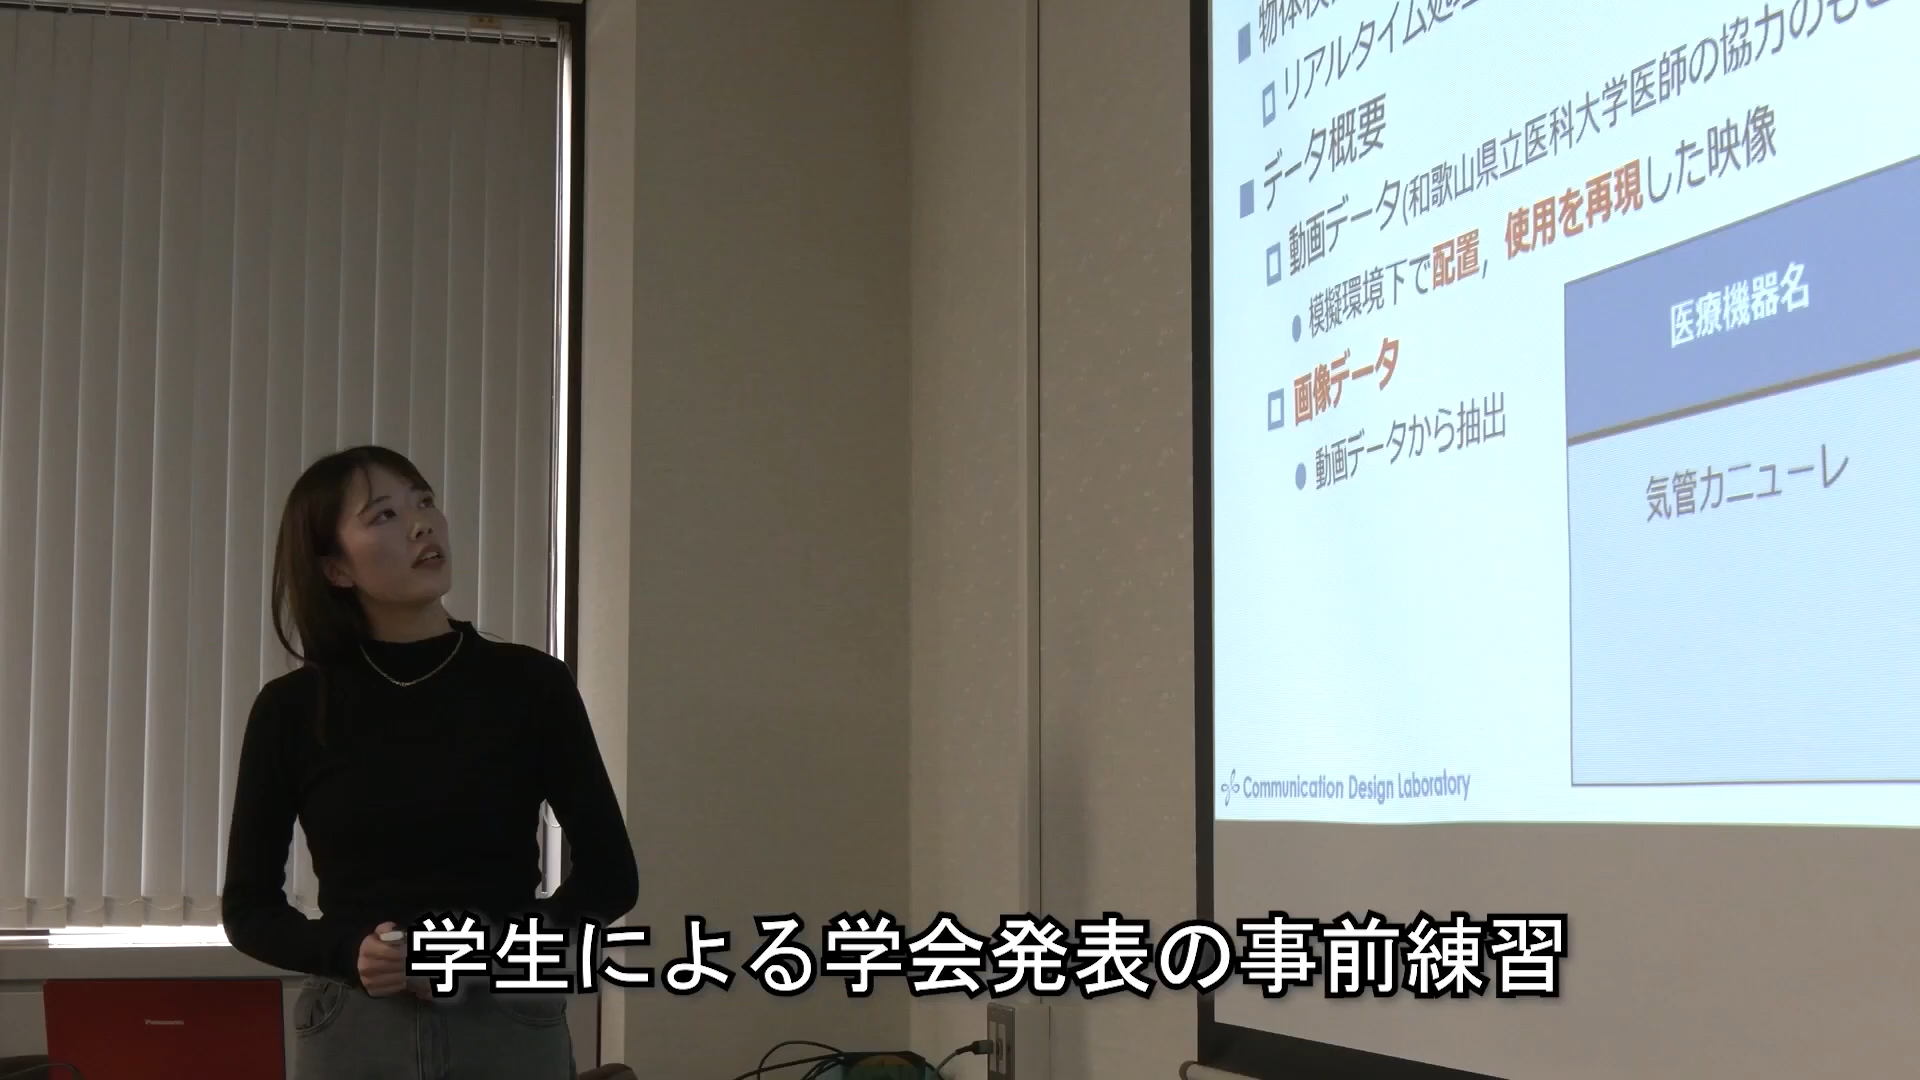 リアルタイム処理
データ概要
動画データ(和歌山県立医科大学医師の協力のもと
模擬環境下で配置，使用を再現した映像
画像データ
動画データから抽出
医療機器名
気管カニューレ
Communication Design Laboratory
学生による学会発表の事前練習
Panasonic